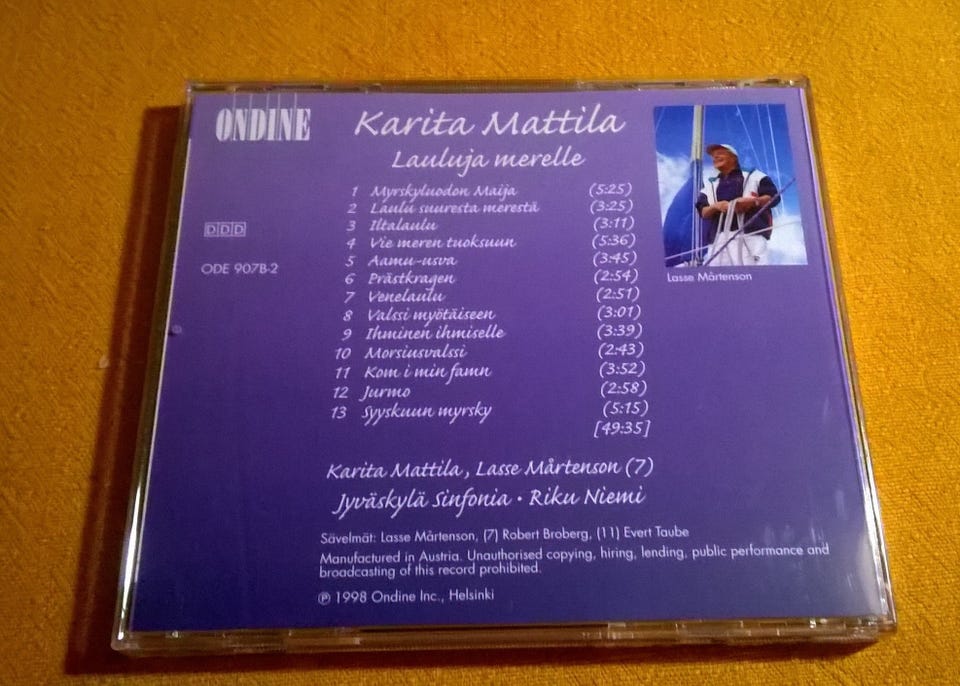 ONDINE
Karita Mattila
Lauluja merelle
1 Myrskyluodon Maija (5:25)
2 Laulu suuresta merestä (3:25)
3 Iltalaulu (3:11)
4 Vie meren tuoksuun (5:36)
5 Aamu-usva (3:45)
6 Prästkragen (2:54)
7 Venelaulu (2:51)
8 Valssi myötäiseen (3:01)
9 Ihminen ihmiselle (3:39)
10 Morsiusvalssi (2:43)
11 Kom i min famn (3:52)
12 Jurmo (2:58)
13 Syyskuun myrsky (5:15)
[49:35]
DDD
ODE 907B-2
Lasse Mårtenson
Karita Mattila, Lasse Mårtenson (7)
Jyväskylä Sinfonia • Riku Niemi
Sävelmät: Lasse Mårtenson, (7) Robert Broberg, (11) Evert Taube
Manufactured in Austria. Unauthorised copying, hiring, lending, public performance and
broadcasting of this record prohibited.
℗ 1998 Ondine Inc., Helsinki